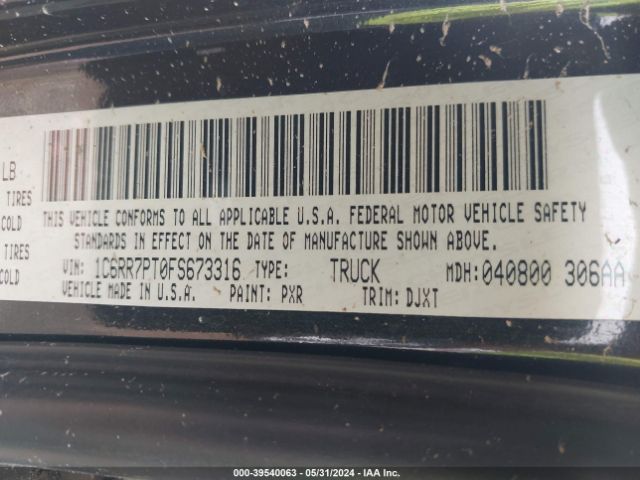 LB
TIRES
COLD
TIRES
COLD
THIS VEHICLE CONFORMS TO ALL APPLICABLE U.S.A. FEDERAL MOTOR VEHICLE SAFETY
STANDARDS IN EFFECT ON THE DATE OF MANUFACTURE SHOWN ABOVE.
VIN: 1C6RR7PT0FS673316 TYPE: TRUCK MDH:040800 306AA
VEHICLE MADE IN U.S.A. PAINT: PXR TRIM: DJXT
000-39540063 - 05/31/2024 - IAA Inc.